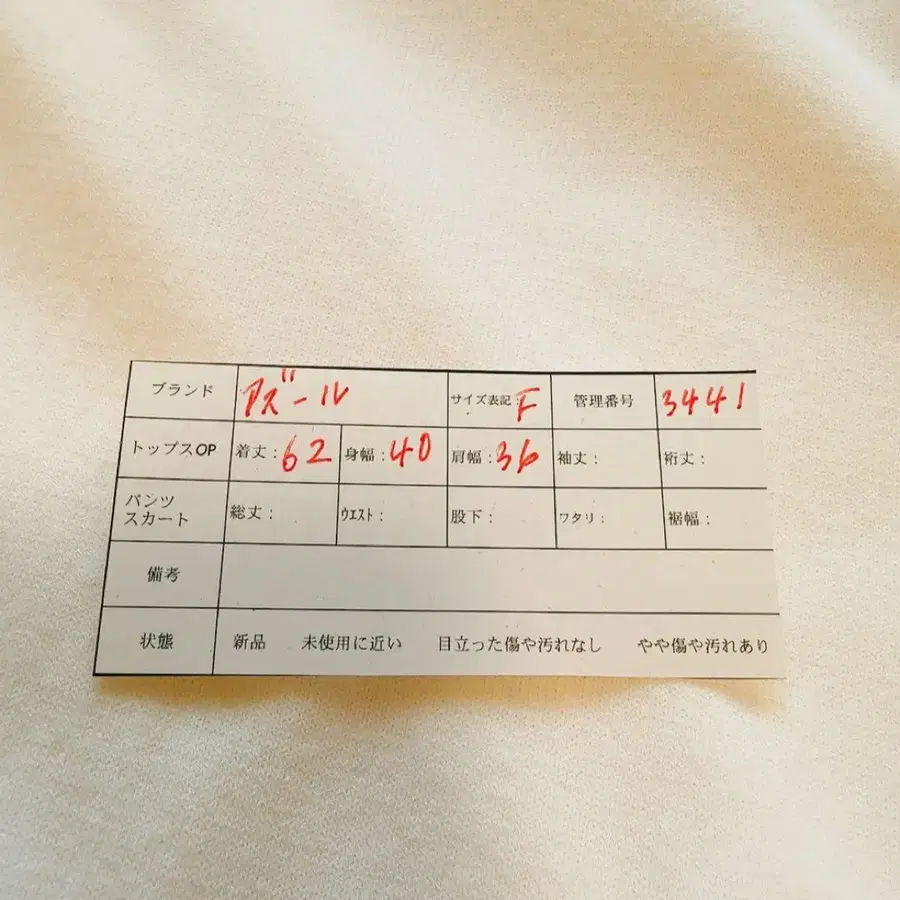 ブランド アズール サイズ表記:F 管理番号 3441
トップスOP 着丈:62 身幅:40 肩幅:36 袖丈: 裄丈:
パンツ
スカート 総丈: ウエスト: 股下: ワタリ: 裾幅:
備考
状態 新品 未使用に近い 目立った傷や汚れなし やや傷や汚れあり